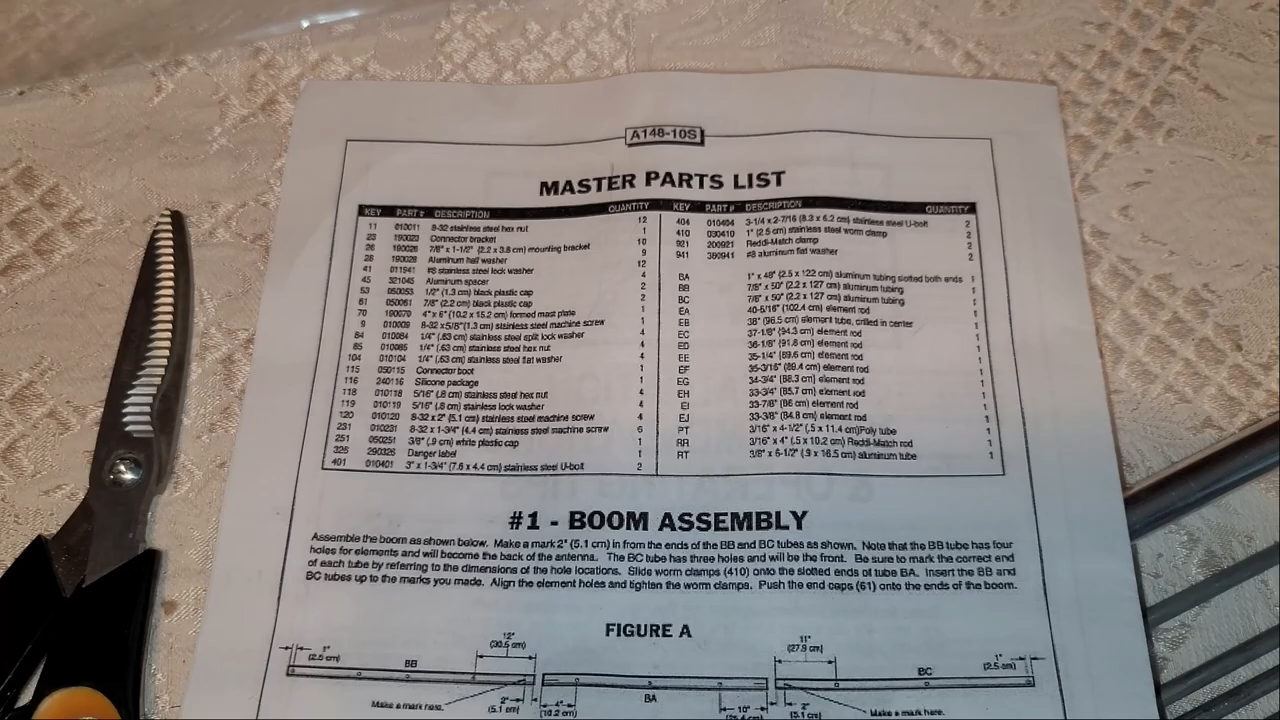 A148-10S
MASTER PARTS LIST
KEY PART# DESCRIPTION QUANTITY
11 010011 8-32 stainless steel hex nut 12
23 190023 Connector bracket 1
26 190026 7/8" x 1-1/2" (2.2 x 3.8 cm) mounting bracket 10
28 190028 Aluminum half washer 9
41 011941 #8 stainless steel lock washer 12
45 321045 Aluminum spacer 4
53 050053 1/2" (1.3 cm) black plastic cap 2
61 050061 7/8" (2.2 cm) black plastic cap 2
70 190070 4" x 6" (10.2 x 15.2 cm) formed mast plate 1
9 010009 8-32 x 5/8" (1.3 cm) stainless steel machine screw 1
84 010084 1/4" (.63 cm) stainless steel split lock washer 4
85 010085 1/4" (.63 cm) stainless steel hex nut 4
104 010104 1/4" (.63 cm) stainless steel flat washer 4
115 050115 Connector boot 1
116 240116 Silicone package 1
118 010118 5/16" (.8 cm) stainless steel hex nut 4
119 010119 5/16" (.8 cm) stainless lock washer 4
120 010120 8-32 x 2" (5.1 cm) stainless steel machine screw 4
231 010231 8-32 x 1-3/4" (4.4 cm) stainless steel machine screw 6
251 050251 3/8" (.9 cm) white plastic cap 1
326 290326 Danger label 1
401 010401 3" x 1-3/4" (7.6 x 4.4 cm) stainless steel U-bolt 2
KEY PART# DESCRIPTION QUANTITY
404 010404 3-1/4 x 2-7/16 (8.3 x 6.2 cm) stainless steel U-bolt 2
410 030410 1" (2.5 cm) stainless steel worm clamp 2
921 200921 Reddi-Match clamp 2
941 360941 #8 aluminum flat washer 2
BA 1" x 48" (2.5 x 122 cm) aluminum tubing slotted both ends 1
BB 7/8" x 50" (2.2 x 127 cm) aluminum tubing 1
BC 7/8" x 50" (2.2 x 127 cm) aluminum tubing 1
EA 40-5/16" (102.4 cm) element rod 1
EB 38" (96.5 cm) element tube, drilled in center 1
EC 37-1/8" (94.3 cm) element rod 1
ED 36-1/8" (91.8 cm) element rod 1
EE 35-1/4" (89.6 cm) element rod 1
EF 35-3/16" (89.4 cm) element rod 1
EG 34-3/4" (88.3 cm) element rod 1
EH 33-3/4" (85.7 cm) element rod 1
EI 33-7/8" (86 cm) element rod 1
EJ 33-3/8" (84.8 cm) element rod 1
PT 3/16" x 4-1/2" (.5 x 11.4 cm)Poly tube 1
RR 3/16" x 4" (.5 x 10.2 cm) Reddi-Match rod 1
RT 3/8" x 6-1/2" (.9 x 16.5 cm) aluminum tube 1
#1 - BOOM ASSEMBLY
Assemble the boom as shown below. Make a mark 2" (5.1 cm) in from the ends of the BB and BC tubes as shown. Note that the BB tube has four
holes for elements and will become the back of the antenna. The BC tube has three holes and will be the front. Be sure to mark the correct end
of each tube by referring to the dimensions of the hole locations. Slide worm clamps (410) onto the slotted ends of tube BA. Insert the BB and
BC tubes up to the marks you made. Align the element holes and tighten the worm clamps. Push the end caps (61) onto the ends of the boom.
FIGURE A
1"
(2.5 cm)
BB
12"
(30.5 cm)
Make a mark here.
2"
(5.1 cm)
4"
(10.2 cm)
BA
10"
(25.4 cm)
11"
(27.9 cm)
2"
(5.1 cm)
Make a mark here.
BC
1"
(2.5 cm)